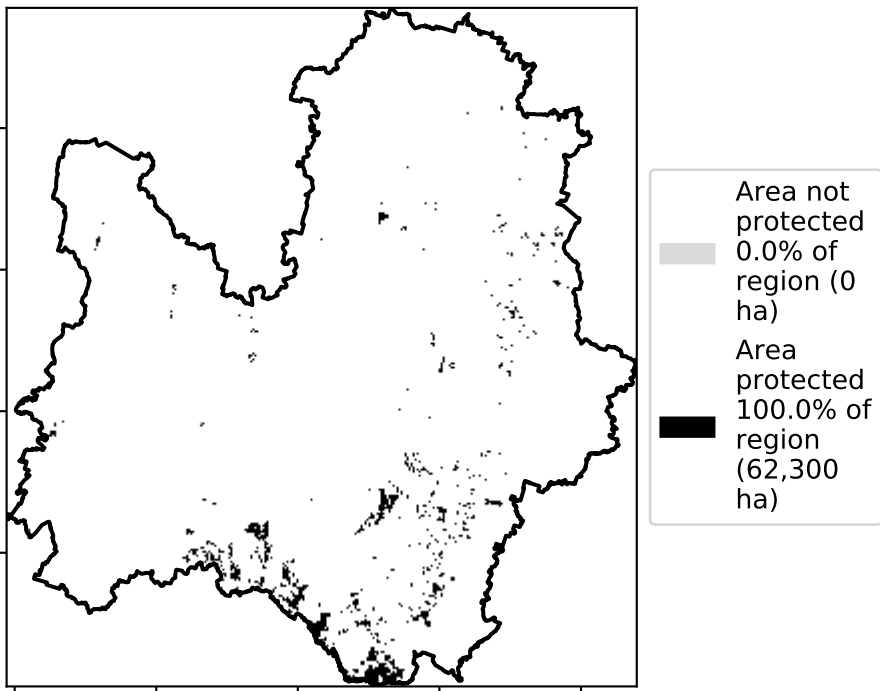 Area not
protected
0.0% of
region (0
ha)
Area
protected
100.0% of
region
(62,300
ha)